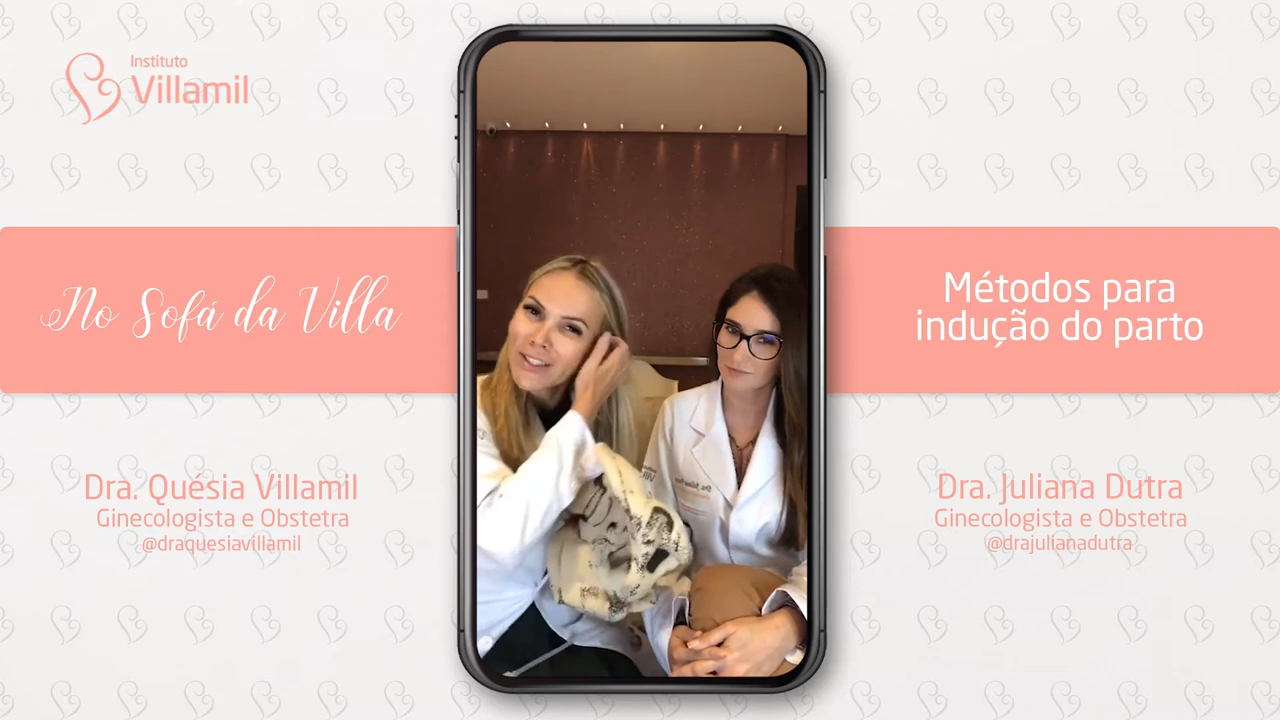 Instituto
Villamil
No Sofá da Villa
Métodos para
indução do parto
Dra. Quésia Villamil
Ginecologista e Obstetra
@draquesiavillamil
Dra. Juliana Dutra
Ginecologista e Obstetra
@drajulianadutra